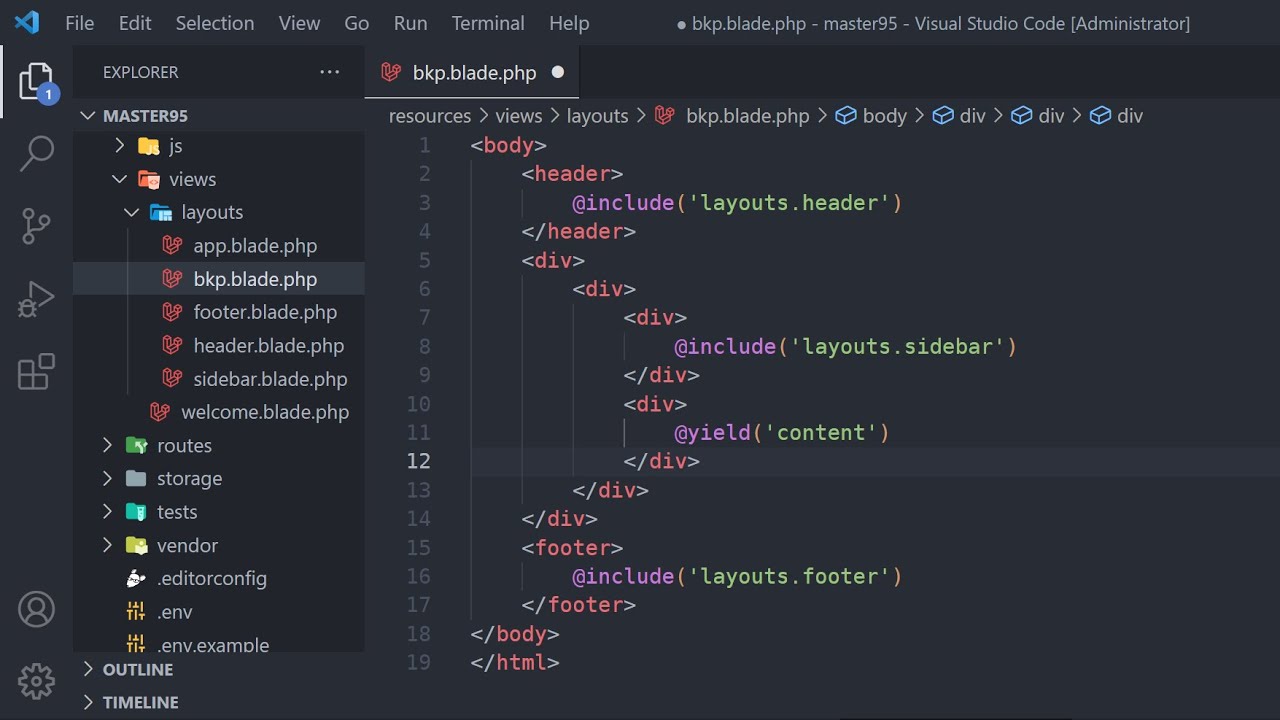 File Edit Selection View Go Run Terminal Help ● bkp.blade.php - master95 - Visual Studio Code [Administrator]
EXPLORER ···
1
MASTER95
JS js
views
layouts
app.blade.php
bkp.blade.php
footer.blade.php
header.blade.php
sidebar.blade.php
welcome.blade.php
routes
storage
tests
vendor
.editorconfig
.env
.env.example
OUTLINE
TIMELINE
bkp.blade.php ●
resources > views > layouts > bkp.blade.php > body > div > div > div
1 <body>
2     <header>
3         @include('layouts.header')
4     </header>
5     <div>
6         <div>
7             <div>
8                 @include('layouts.sidebar')
9             </div>
10             <div>
11                 @yield('content')
12             </div>
13         </div>
14     </div>
15     <footer>
16         @include('layouts.footer')
17     </footer>
18 </body>
19 </html>